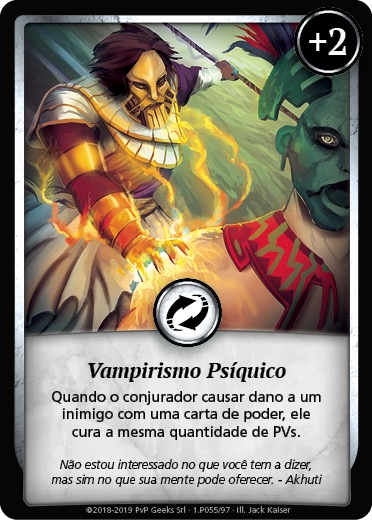 +2
Vampirismo Psíquico
Quando o conjurador causar dano a um
inimigo com uma carta de poder, ele
cura a mesma quantidade de PVs.
Não estou interessado no que você tem a dizer,
mas sim no que sua mente pode oferecer. - Akhuti
©2018-2019 PvP Geeks Srl · 1.P055/97 · Ill. Jack Kaiser